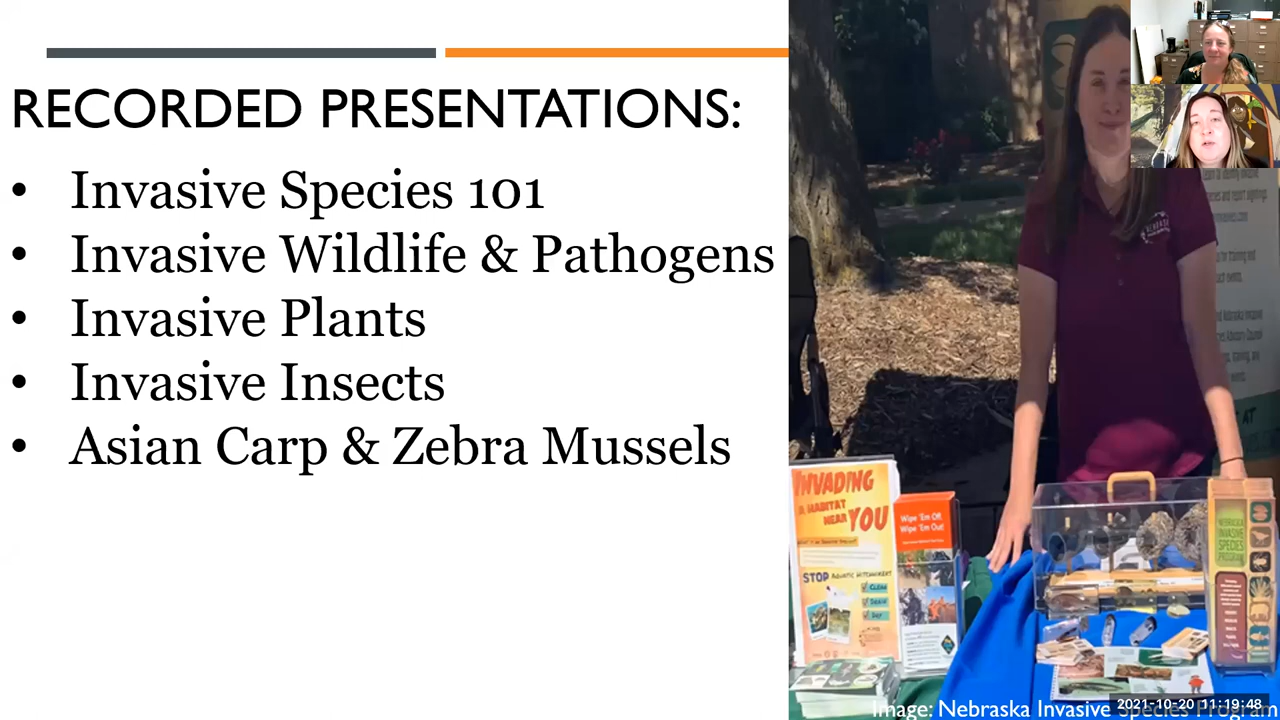 RECORDED PRESENTATIONS:
• Invasive Species 101
• Invasive Wildlife & Pathogens
• Invasive Plants
• Invasive Insects
• Asian Carp & Zebra Mussels
INVADING
A HABITAT
NEAR YOU
STOP AQUATIC HITCHHIKERS!
CLEAN
DRAIN
DRY
Wipe 'Em Off,
Wipe 'Em Out!
NEBRASKA
INVASIVE
SPECIES
PROGRAM
Image: Nebraska Invasive Species Program
2021-10-20 11:19:48